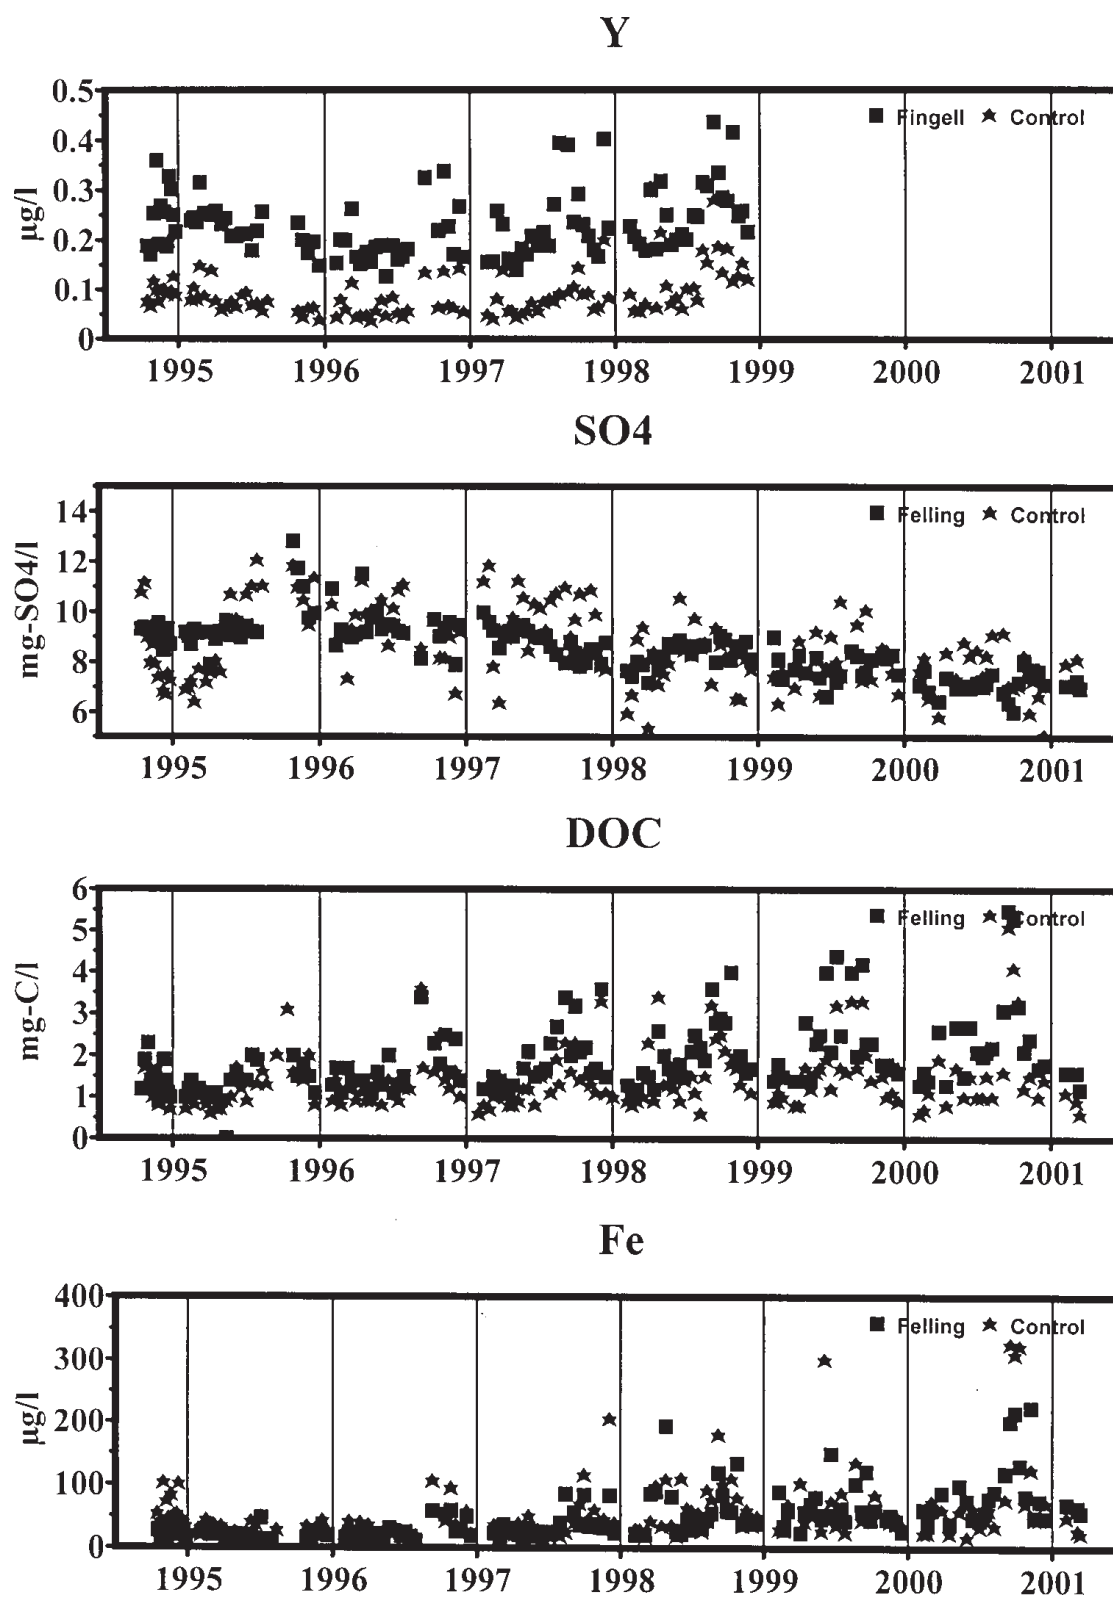 Y
0.5
0.4
0.3
0.2
0.1
0
µg/l
Fingell Control
1995 1996 1997 1998 1999 2000 2001
SO4
14
12
10
8
6
mg-SO4/l
Felling Control
1995 1996 1997 1998 1999 2000 2001
DOC
6
5
4
3
2
1
0
mg-C/l
Felling Control
1995 1996 1997 1998 1999 2000 2001
Fe
400
300
200
100
0
µg/l
Felling Control
1995 1996 1997 1998 1999 2000 2001